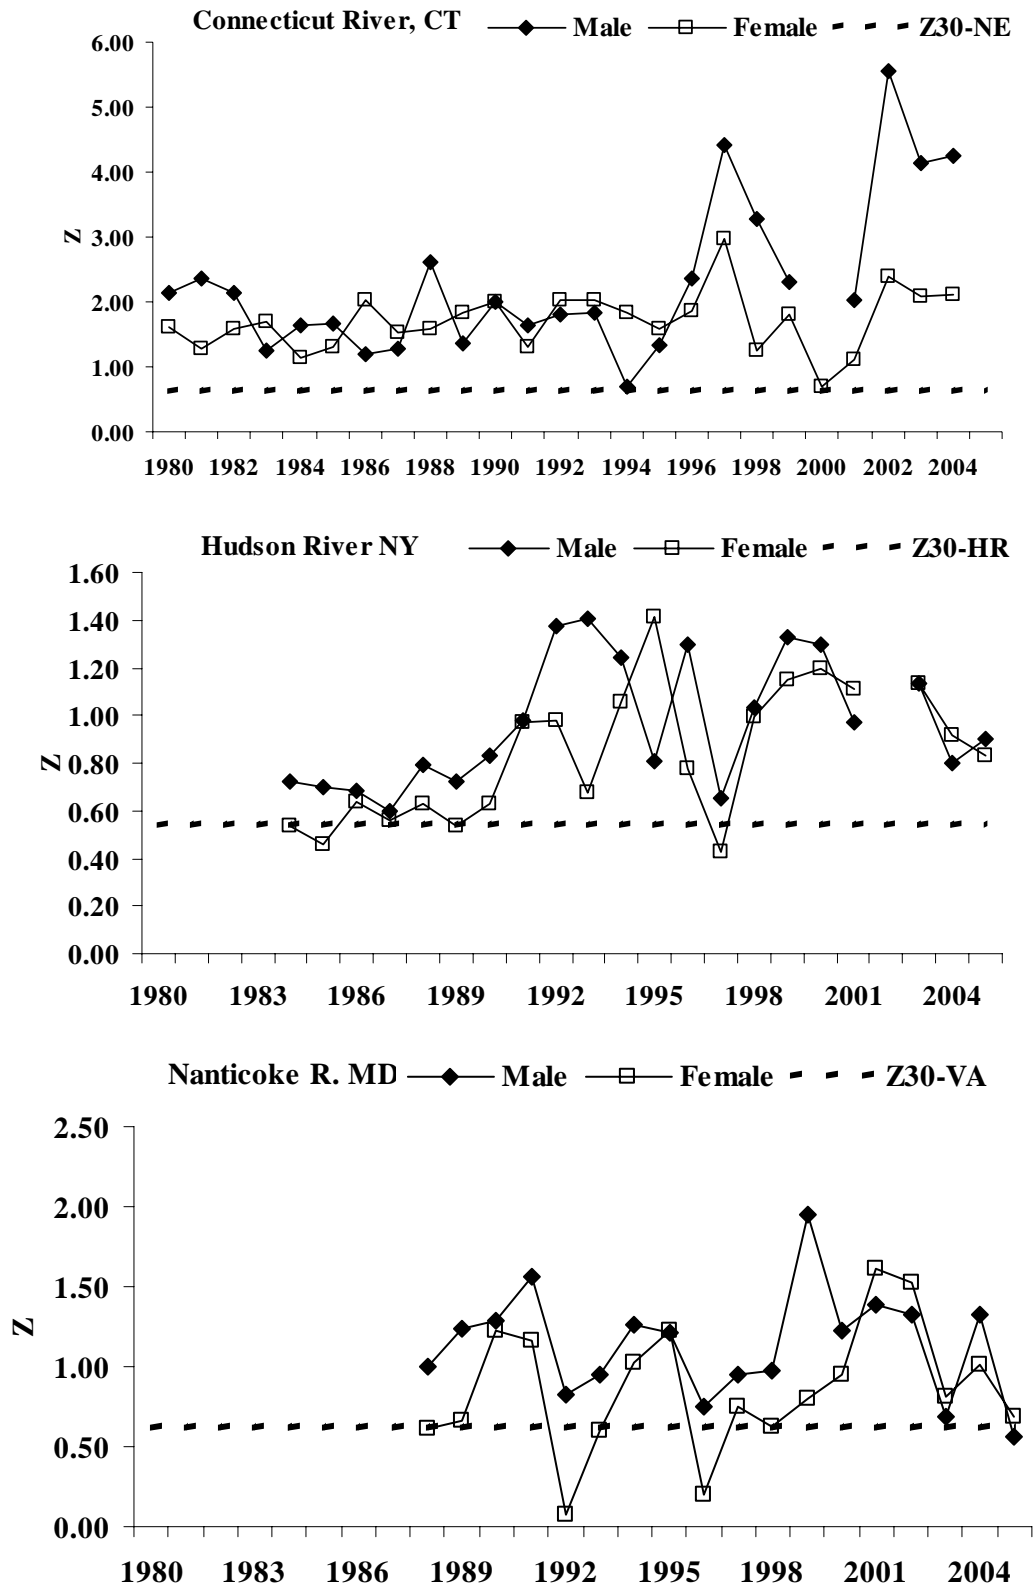 Connecticut River, CT Male Female Z30-NE
6.00
5.00
4.00
3.00
2.00
1.00
0.00
Z
1980 1982 1984 1986 1988 1990 1992 1994 1996 1998 2000 2002 2004
Hudson River NY Male Female Z30-HR
1.60
1.40
1.20
1.00
0.80
0.60
0.40
0.20
0.00
Z
1980 1983 1986 1989 1992 1995 1998 2001 2004
Nanticoke R. MD Male Female Z30-VA
2.50
2.00
1.50
1.00
0.50
0.00
Z
1980 1983 1986 1989 1992 1995 1998 2001 2004